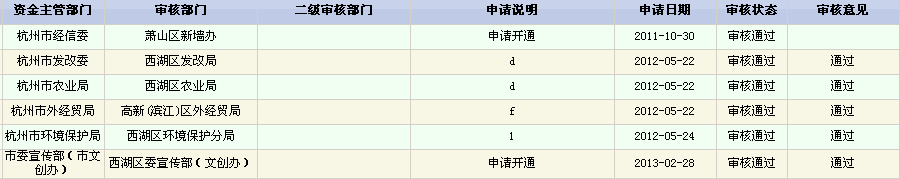 资金主管部门 审核部门 二级审核部门 申请说明 申请日期 审核状态 审核意见
杭州市经信委 萧山区新墙办 申请开通 2011-10-30 审核通过
杭州市发改委 西湖区发改局 d 2012-05-22 审核通过 通过
杭州市农业局 西湖区农业局 d 2012-05-22 审核通过 通过
杭州市外经贸局 高新(滨江)区外经贸局 f 2012-05-22 审核通过 通过
杭州市环境保护局 西湖区环境保护分局 1 2012-05-24 审核通过 通过
市委宣传部（市文
创办） 西湖区委宣传部（文创办） 申请开通 2013-02-28 审核通过 通过